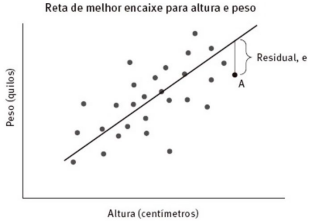 Reta de melhor encaixe para altura e peso
Residual, e
A
Peso (quilos)
Altura (centímetros)